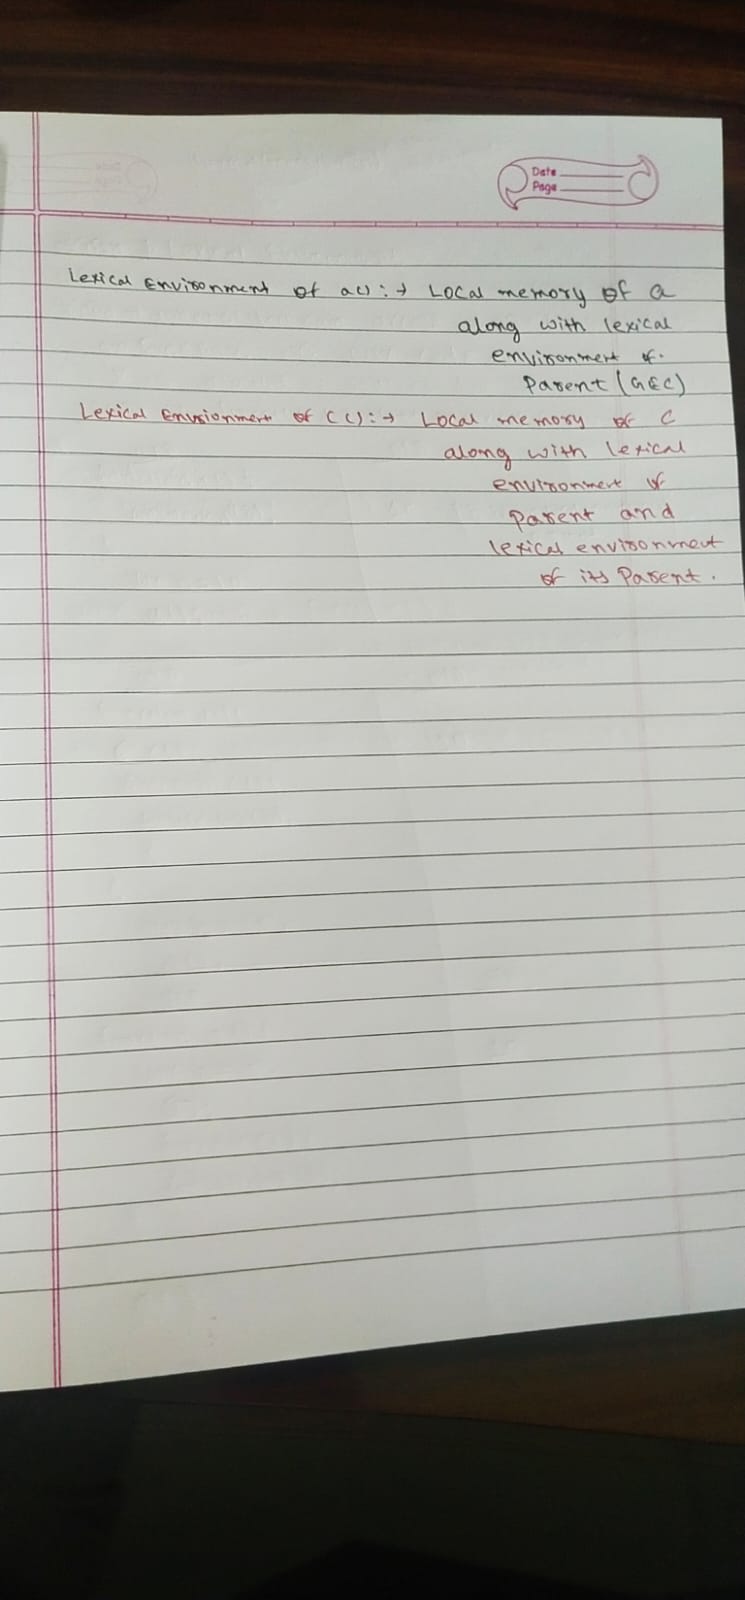 Date
Page
Lexical Environment of a() :→ Local memory of a
along with lexical
environment of
Parent (GEC)
Lexical Envsionment of C() :→ Local memory of C
along with lexical
environment of
Parent and
lexical environment
of its Parent.